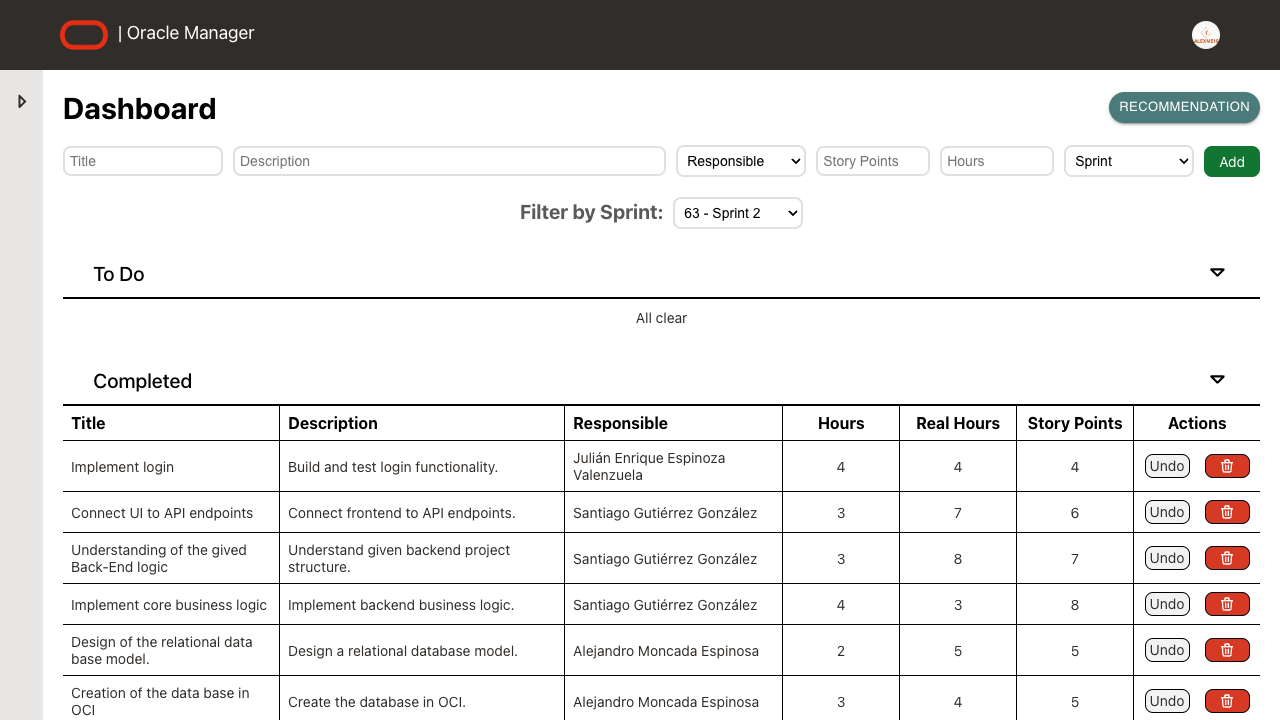 | Oracle Manager
Dashboard
RECOMMENDATION
Title
Description
Responsible
Story Points
Hours
Sprint
Add
Filter by Sprint:
63 - Sprint 2
To Do
All clear
Completed
Title Description Responsible Hours Real Hours Story Points Actions
Implement login
Build and test login functionality.
Julián Enrique Espinoza
Valenzuela
4 4 4 Undo
Connect UI to API endpoints
Connect frontend to API endpoints.
Santiago Gutiérrez González
3 7 6 Undo
Understanding of the gived
Back-End logic
Understand given backend project
structure.
Santiago Gutiérrez González
3 8 7 Undo
Implement core business logic
Implement backend business logic.
Santiago Gutiérrez González
4 3 8 Undo
Design of the relational data
base model.
Design a relational database model.
Alejandro Moncada Espinosa
2 5 5 Undo
Creation of the data base in
OCI
Create the database in OCI.
Alejandro Moncada Espinosa
3 4 5 Undo